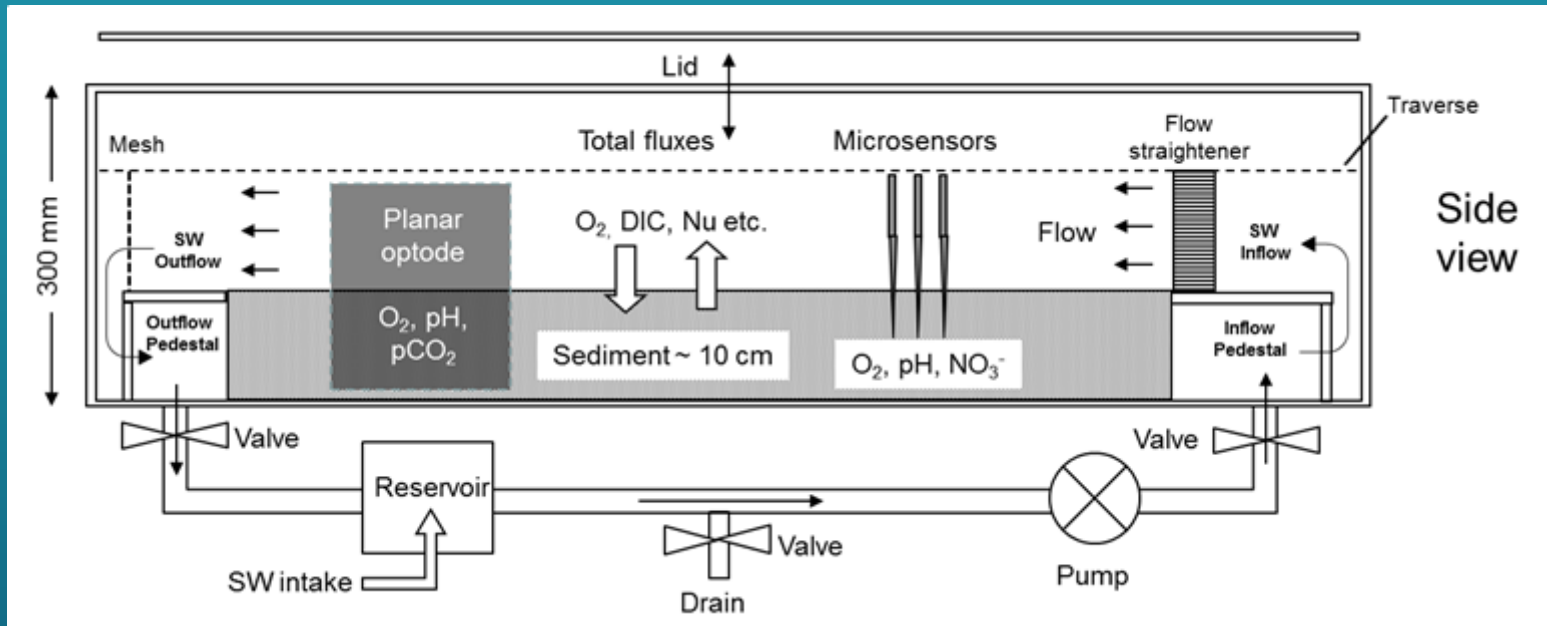 Lid
Traverse
Mesh
Total fluxes
Microsensors
Flow
straightener
300 mm
Planar
optode
O₂, DIC, Nu etc.
Flow
SW
Outflow
SW
Inflow
Side
view
Outflow
Pedestal
O₂, pH,
pCO₂
Sediment ~ 10 cm
O₂, pH, NO₃⁻
Inflow
Pedestal
Valve
Valve
Reservoir
Valve
SW intake
Drain
Pump